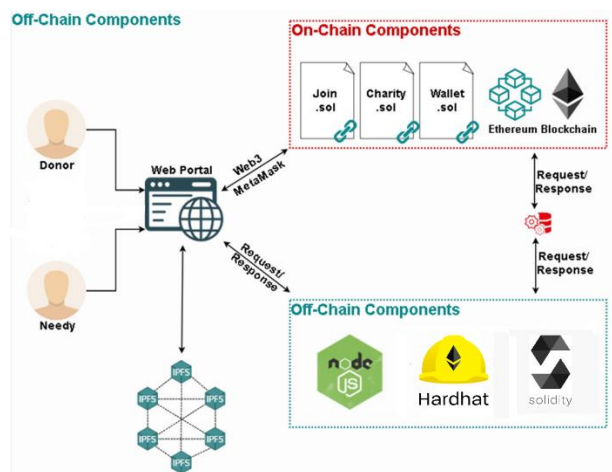 Off-Chain Components
On-Chain Components
Join
.sol
Charity
.sol
Wallet
.sol
Ethereum Blockchain
Donor
Web Portal
Web3
MetaMask
Request/
Response
Request/
Response
Request/
Response
Needy
Off-Chain Components
node
JS
Hardhat
solidity
IPFS
IPFS
IPFS
IPFS
IPFS
IPFS